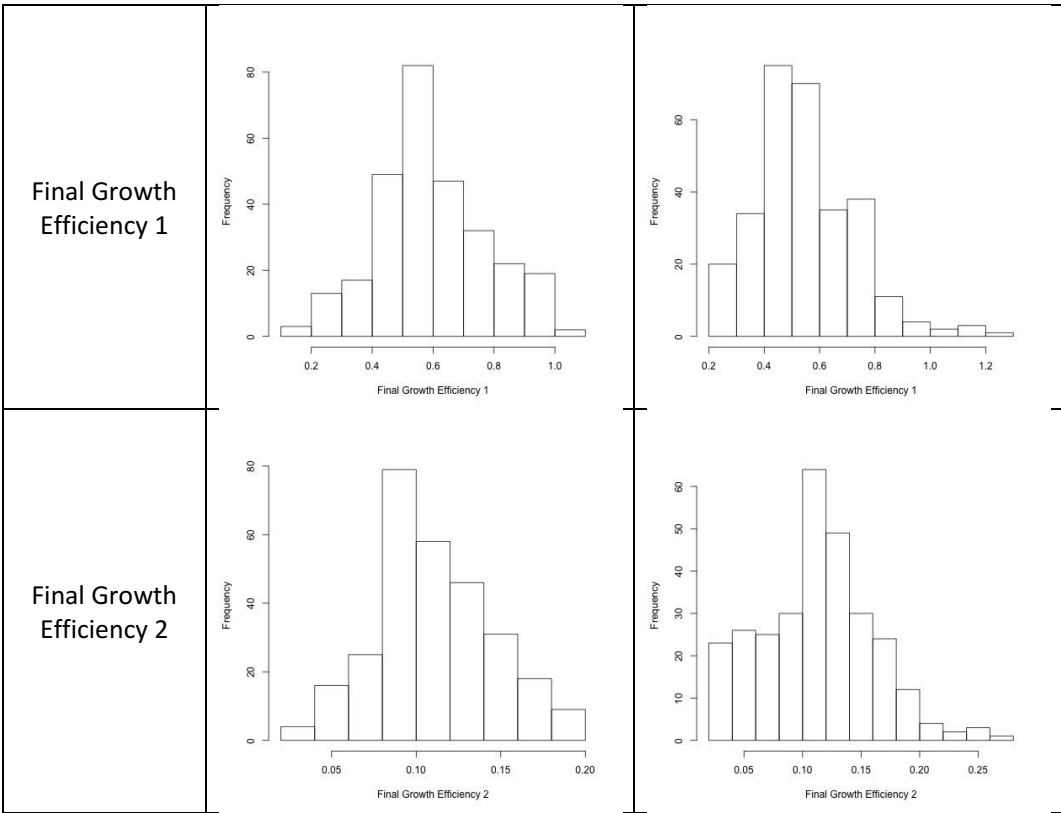 Final Growth
Efficiency 1
Frequency
80
60
40
20
0
0.2 0.4 0.6 0.8 1.0
Final Growth Efficiency 1
Frequency
60
40
20
0
0.2 0.4 0.6 0.8 1.0 1.2
Final Growth Efficiency 1
Final Growth
Efficiency 2
Frequency
80
60
40
20
0
0.05 0.10 0.15 0.20
Final Growth Efficiency 2
Frequency
60
50
40
30
20
10
0
0.05 0.10 0.15 0.20 0.25
Final Growth Efficiency 2